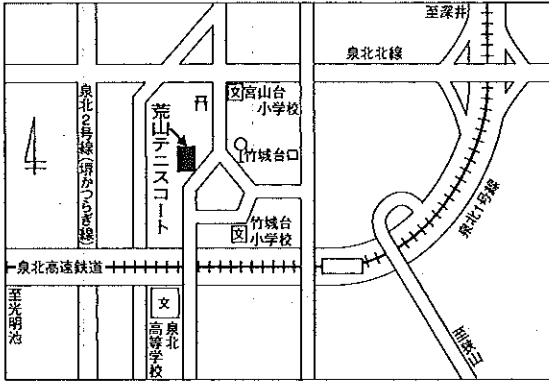 至深井
泉北北線
文宮山台
小学校
荒山テニスコート
竹城台口
泉北2号線(堺かつらぎ線)
泉北1号線
竹城台
文小学校
泉北高速鉄道
至光明池
文
泉北
高等学校
至狭山